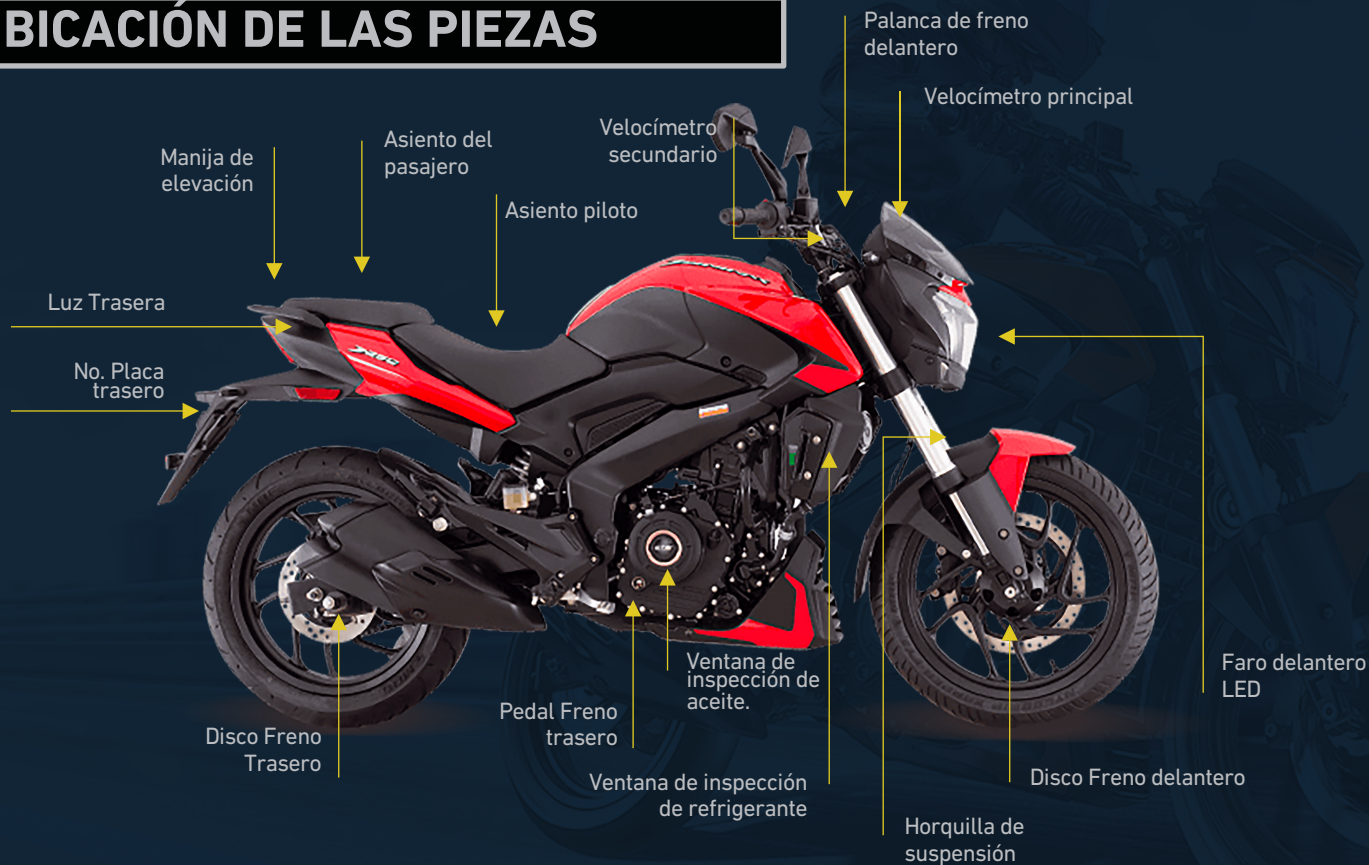 BICACIÓN DE LAS PIEZAS
Palanca de freno
delantero
Velocímetro principal
Velocímetro
secundario
Asiento del
pasajero
Manija de
elevación
Asiento piloto
Luz Trasera
No. Placa
trasero
Ventana de
inspección de
aceite.
Faro delantero
LED
Pedal Freno
trasero
Disco Freno
Trasero
Ventana de inspección
de refrigerante
Disco Freno delantero
Horquilla de
suspensión